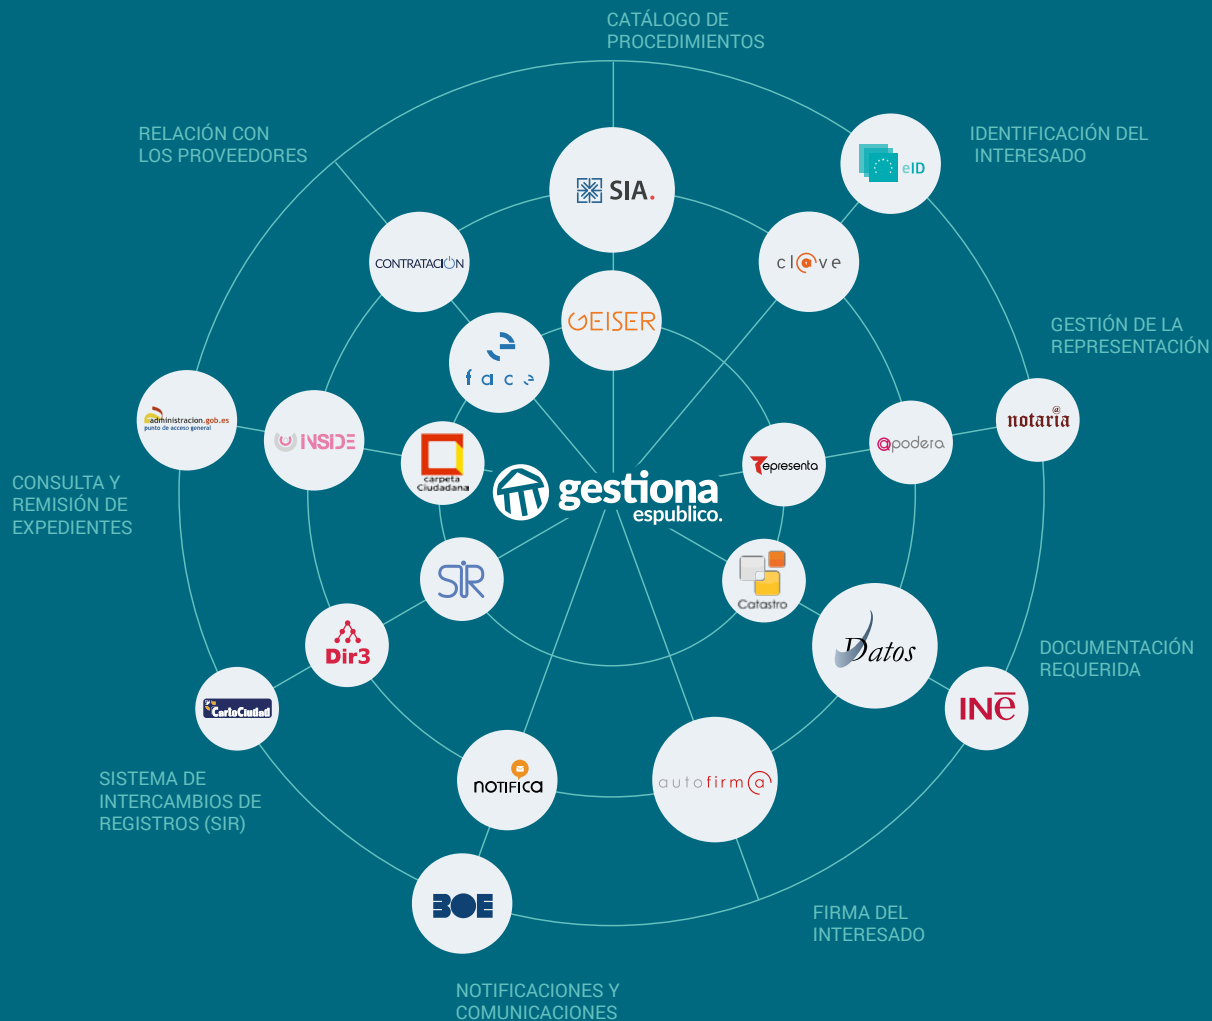 CATÁLOGO DE
PROCEDIMIENTOS
RELACIÓN CON
LOS PROVEEDORES
IDENTIFICACIÓN DEL
INTERESADO
eID
SIA.
CONTRATACIÓN
cl@ve
GEISER
face
GESTIÓN DE LA
REPRESENTACIÓN
administracion.gob.es
punto de acceso general
INSIDE
carpeta
Ciudadana
representa
@podera
notaria
gestiona
espublico.
CONSULTA Y
REMISIÓN DE
EXPEDIENTES
SIR
Catastro
Dir3
Datos
DOCUMENTACIÓN
REQUERIDA
CartoCiudad
INe
SISTEMA DE
INTERCAMBIOS DE
REGISTROS (SIR)
notifica
autofirm@
BOE
FIRMA DEL
INTERESADO
NOTIFICACIONES Y
COMUNICACIONES